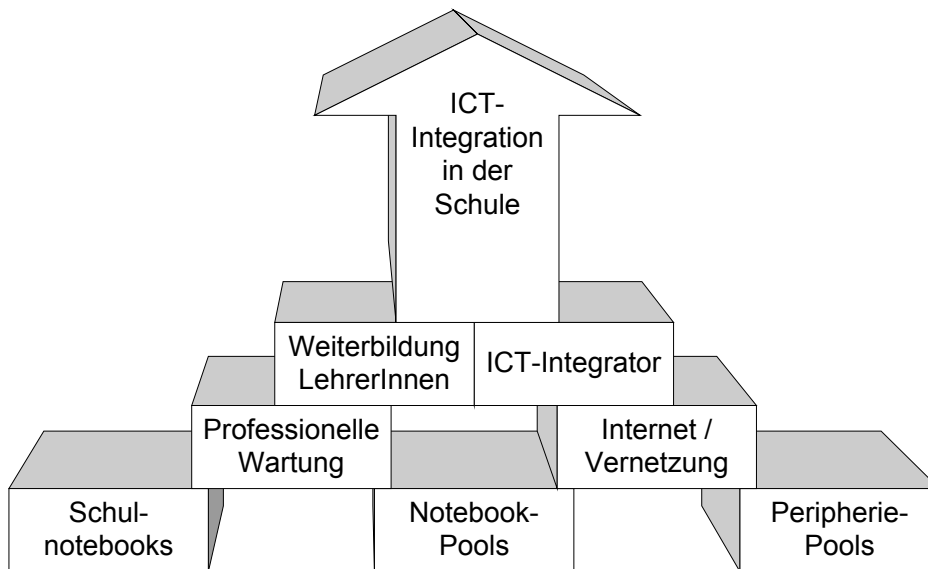 ICT-
Integration
in der
Schule
Weiterbildung
LehrerInnen
ICT-Integrator
Professionelle
Wartung
Internet /
Vernetzung
Schul-
notebooks
Notebook-
Pools
Peripherie-
Pools